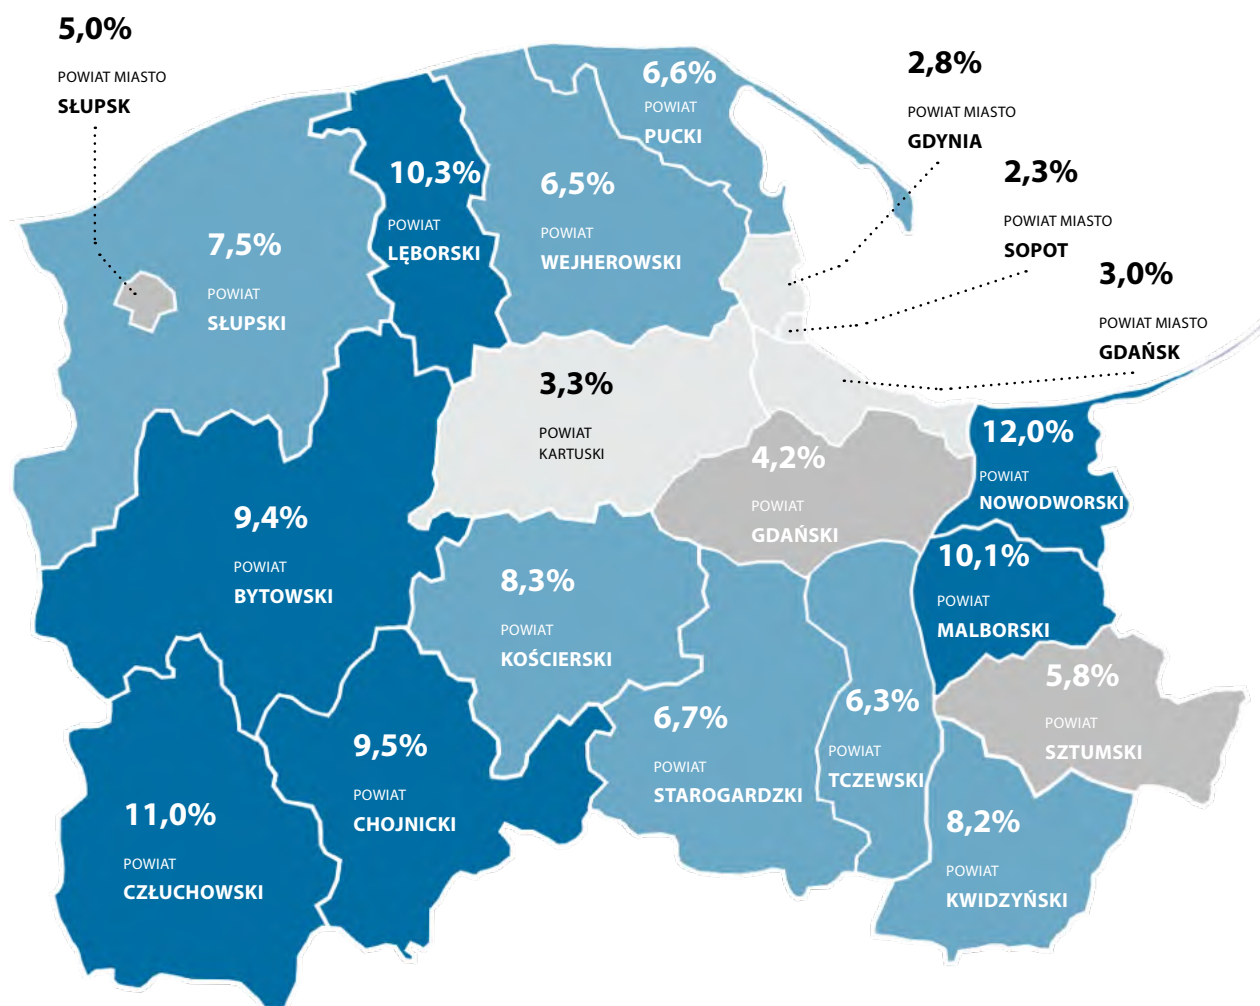 5,0%
POWIAT MIASTO
SŁUPSK
6,6%
POWIAT
PUCKI
2,8%
POWIAT MIASTO
GDYNIA
10,3%
POWIAT
LĘBORSKI
6,5%
POWIAT
WEJHEROWSKI
2,3%
POWIAT MIASTO
SOPOT
7,5%
POWIAT
SŁUPSKI
3,0%
POWIAT MIASTO
GDAŃSK
3,3%
POWIAT
KARTUSKI
12,0%
POWIAT
NOWODWORSKI
4,2%
POWIAT
GDAŃSKI
9,4%
POWIAT
BYTOWSKI
8,3%
POWIAT
KOŚCIERSKI
10,1%
POWIAT
MALBORSKI
5,8%
POWIAT
SZTUMSKI
6,7%
POWIAT
STAROGARDZKI
6,3%
POWIAT
TCZEWSKI
9,5%
POWIAT
CHOJNICKI
11,0%
POWIAT
CZŁUCHOWSKI
8,2%
POWIAT
KWIDZYŃSKI